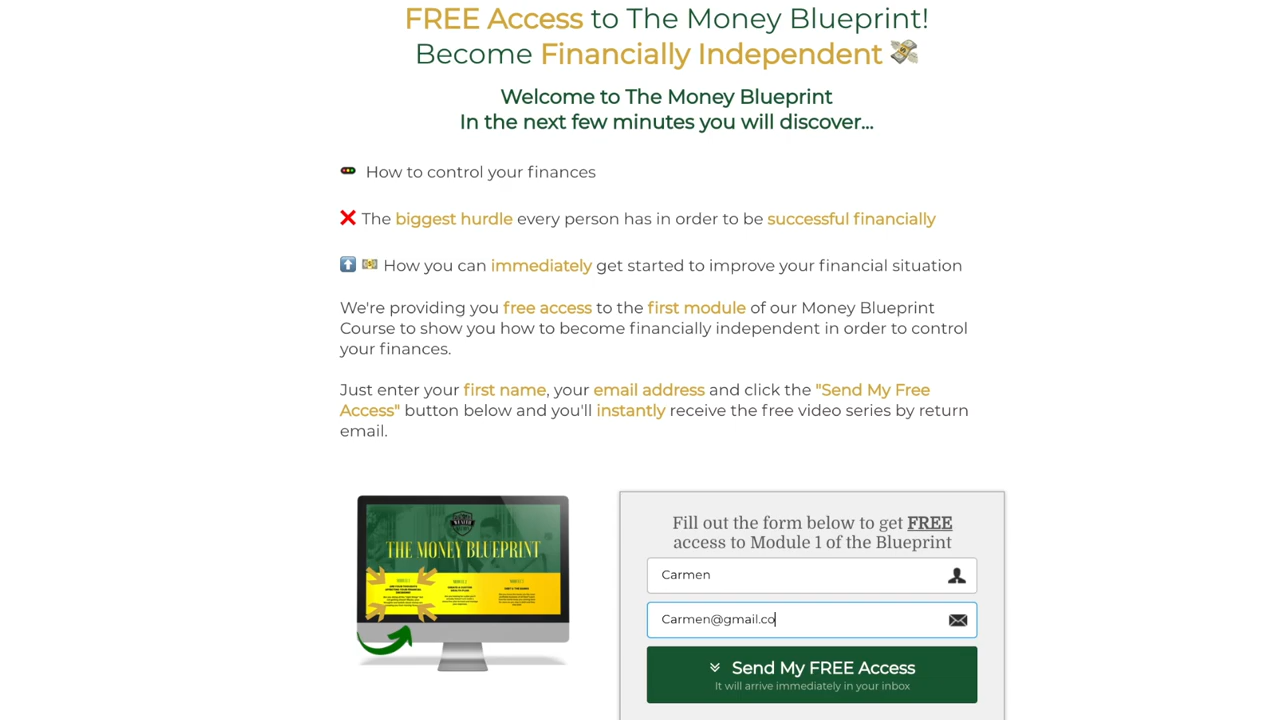 FREE Access to The Money Blueprint!
Become Financially Independent
Welcome to The Money Blueprint
In the next few minutes you will discover...
How to control your finances
The biggest hurdle every person has in order to be successful financially
How you can immediately get started to improve your financial situation
We're providing you free access to the first module of our Money Blueprint
Course to show you how to become financially independent in order to control
your finances.
Just enter your first name, your email address and click the "Send My Free
Access" button below and you'll instantly receive the free video series by return
email.
THE MONEY BLUEPRINT
Fill out the form below to get FREE
access to Module 1 of the Blueprint
Carmen
Carmen@gmail.co
Send My FREE Access
It will arrive immediately in your inbox